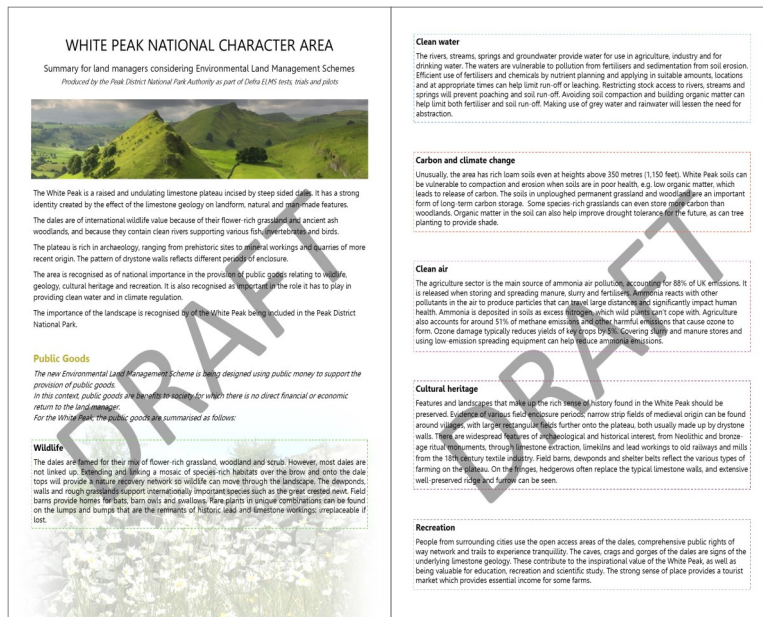 WHITE PEAK NATIONAL CHARACTER AREA
Summary for land managers considering Environmental Land Management Schemes
Produced by the Peak District National Park Authority as part of Defra ELMS tests, trials and pilots
The White Peak is a raised and undulating limestone plateau incised by steep sided dales. It has a strong
identity created by the effect of the limestone geology on landform, natural and man-made features.
The dales are of international wildlife value because of their flower-rich grassland and ancient ash
woodlands, and because they contain clean rivers supporting various fish, invertebrates and birds.
The plateau is rich in archaeology, ranging from prehistoric sites to mineral workings and quarries of more
recent origin. The pattern of drystone walls reflects different periods of enclosure.
The area is recognised as of national importance in the provision of public goods relating to wildlife,
geology, cultural heritage and recreation. It is also recognised as important in the role it has to play in
providing clean water and in climate regulation.
The importance of the landscape is recognised by of the White Peak being included in the Peak District
National Park.
Public Goods
The new Environmental Land Management Scheme is being designed using public money to support the
provision of public goods.
In this context, public goods are benefits to society for which there is no direct financial or economic
return to the land manager.
For the White Peak, the public goods are summarised as follows:
Wildlife
The dales are famed for their mix of flower-rich grassland, woodland and scrub. However, most dales are
not linked up. Extending and linking a mosaic of species-rich habitats over the brow and onto the dale
tops will provide a nature recovery network so wildlife can move through the landscape. The dewponds,
walls and rough grasslands support internationally important species such as the great crested newt. Field
barns provide homes for bats, barn owls and swallows. Rare plants in unique combinations can be found
on the lumps and bumps that are the remnants of historic lead and limestone workings; irreplaceable if
lost.
Clean water
The rivers, streams, springs and groundwater provide water for use in agriculture, industry and for
drinking water. The waters are vulnerable to pollution from fertilisers and sedimentation from soil erosion.
Efficient use of fertilisers and chemicals by nutrient planning and applying in suitable amounts, locations
and at appropriate times can help limit run-off or leaching. Restricting stock access to rivers, streams and
springs will prevent poaching and soil run-off. Avoiding soil compaction and building organic matter can
help limit both fertiliser and soil run-off. Making use of grey water and rainwater will lessen the need for
abstraction.
Carbon and climate change
Unusually, the area has rich loam soils even at heights above 350 metres (1,150 feet). White Peak soils can
be vulnerable to compaction and erosion when soils are in poor health, e.g. low organic matter, which
leads to release of carbon. The soils in unploughed permanent grassland and woodland are an important
form of long-term carbon storage. Some species-rich grasslands can even store more carbon than
woodlands. Organic matter in the soil can also help improve drought tolerance for the future, as can tree
planting to provide shade.
Clean air
The agriculture sector is the main source of ammonia air pollution, accounting for 88% of UK emissions. It
is released when storing and spreading manure, slurry and fertilisers. Ammonia reacts with other
pollutants in the air to produce particles that can travel large distances and significantly impact human
health. Ammonia is deposited in soils as excess nitrogen, which wild plants can't cope with. Agriculture
also accounts for around 51% of methane emissions and other harmful emissions that cause ozone to
form. Ozone damage typically reduces yields of key crops by 5%. Covering slurry and manure stores and
using low-emission spreading equipment can help reduce ammonia emissions.
Cultural heritage
Features and landscapes that make up the rich sense of history found in the White Peak should be
preserved. Evidence of various field enclosure periods; narrow strip fields of medieval origin can be found
around villages, with larger rectangular fields further onto the plateau, both usually made up by drystone
walls. There are widespread features of archaeological and historical interest, from Neolithic and bronze-
age ritual monuments, through limestone extraction, limekilns and lead workings to old railways and mills
from the 18th century textile industry. Field barns, dewponds and shelter belts reflect the various types of
farming on the plateau. On the fringes, hedgerows often replace the typical limestone walls, and extensive
well-preserved ridge and furrow can be seen.
Recreation
People from surrounding cities use the open access areas of the dales, comprehensive public rights of
way network and trails to experience tranquillity. The caves, crags and gorges of the dales are signs of the
underlying limestone geology. These contribute to the inspirational value of the White Peak, as well as
being valuable for education, recreation and scientific study. The strong sense of place provides a tourist
market which provides essential income for some farms.
DRAFT
DRAFT